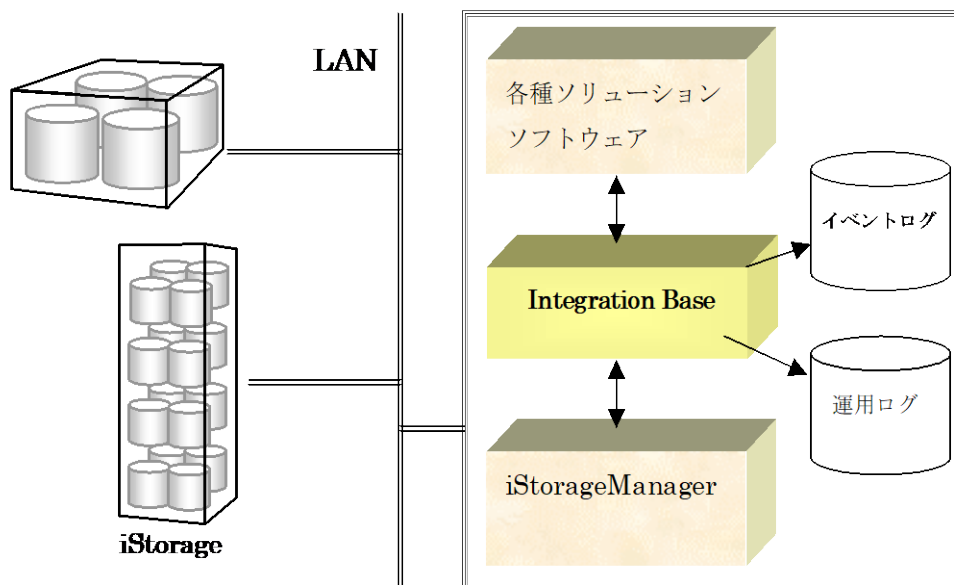 LAN
各種ソリューション
ソフトウェア
イベントログ
Integration Base
運用ログ
iStorageManager
iStorage